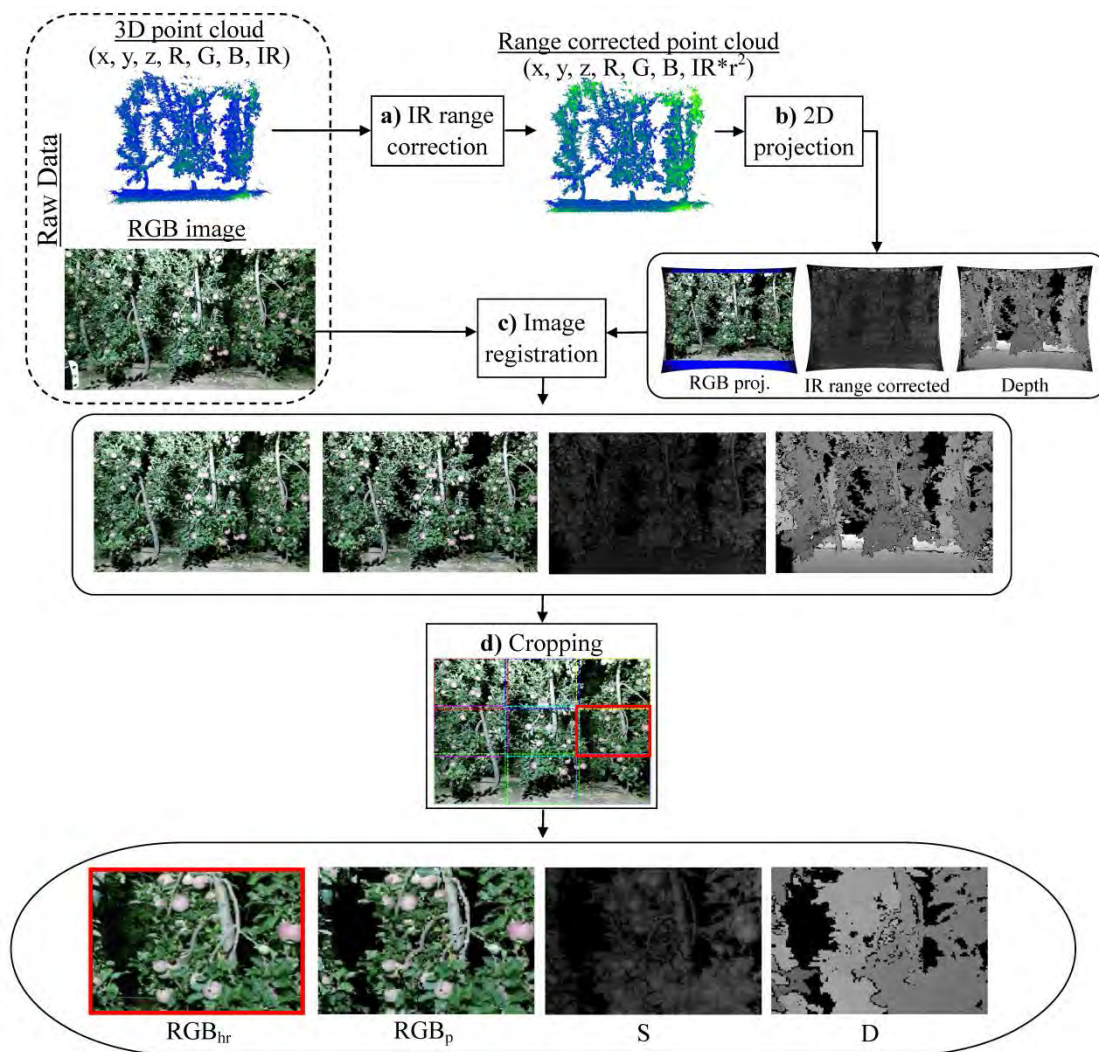 3D point cloud
(x, y, z, R, G, B, IR)
Range corrected point cloud
(x, y, z, R, G, B, IR*r²)
a) IR range
correction
b) 2D
projection
Raw Data
RGB image
c) Image
registration
RGB proj.
IR range corrected
Depth
d) Cropping
RGBhr
RGBp
S
D